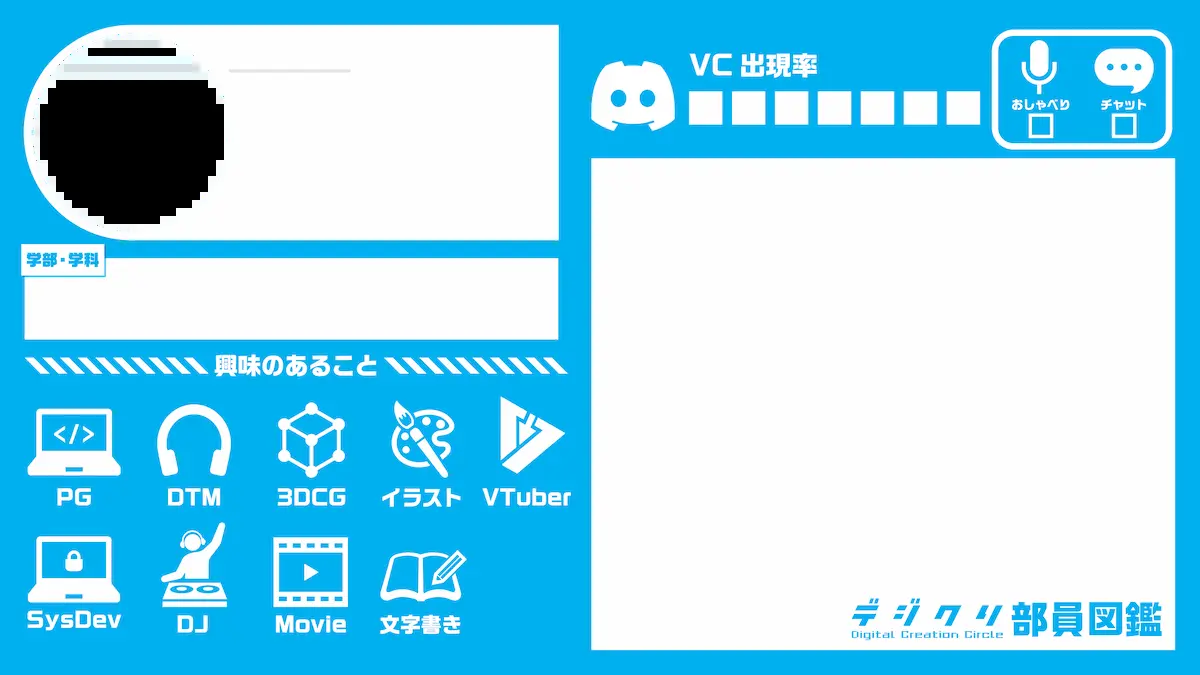 VC 出現率
おしゃべり
チャット
学部・学科
興味のあること
</>
PG
DTM
3DCG
イラスト
VTuber
SysDev
DJ
Movie
文字書き
デジクリ 部員図鑑
Digital Creation Circle